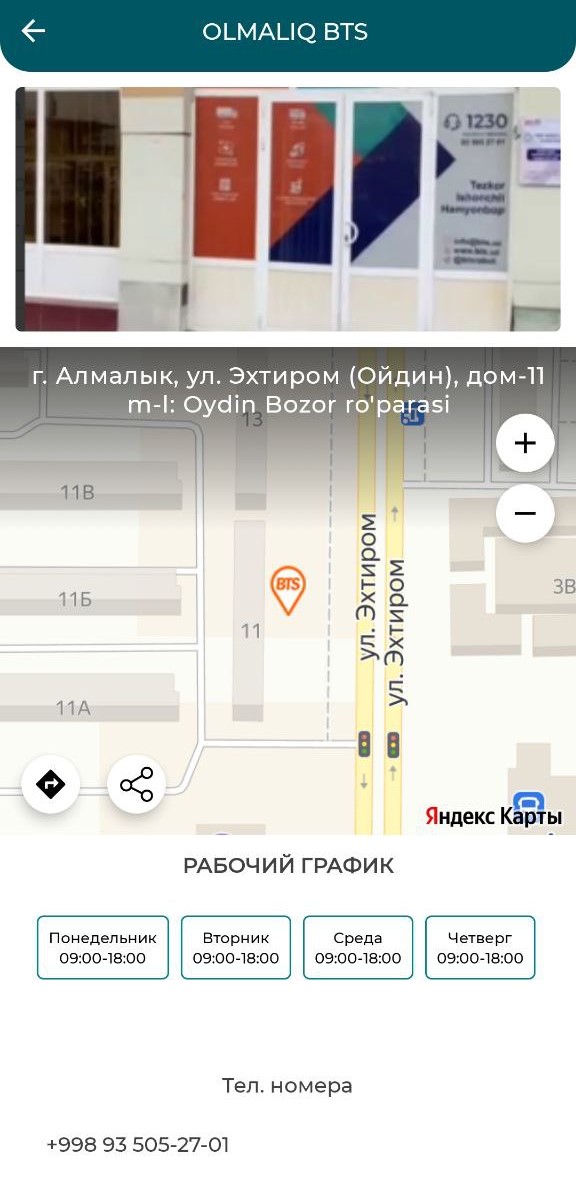 OLMALIQ BTS
1230
Tezkor
Ishonchli
Hamyonbop
г. Алмалык, ул. Эхтиром (Ойдин), дом-11
m-l: Oydin Bozor ro'parasi
13
11В
BTS
11Б
11
3В
ул. Эхтиром
ул. Эхтиром
11А
Яндекс Карты
РАБОЧИЙ ГРАФИК
Понедельник
09:00-18:00
Вторник
09:00-18:00
Среда
09:00-18:00
Четверг
09:00-18:00
Тел. номера
+998 93 505-27-01